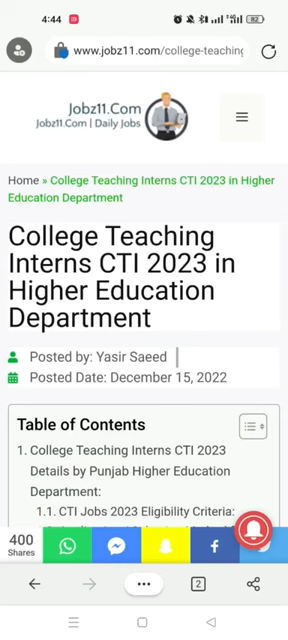 4:44
82
www.jobz11.com/college-teaching
Jobz11.Com
Jobz11.Com | Daily Jobs
Home » College Teaching Interns CTI 2023 in Higher
Education Department
College Teaching
Interns CTI 2023 in
Higher Education
Department
Posted by: Yasir Saeed
Posted Date: December 15, 2022
Table of Contents
1. College Teaching Interns CTI 2023
Details by Punjab Higher Education
Department:
1.1. CTI Jobs 2023 Eligibility Criteria:
400
Shares
2